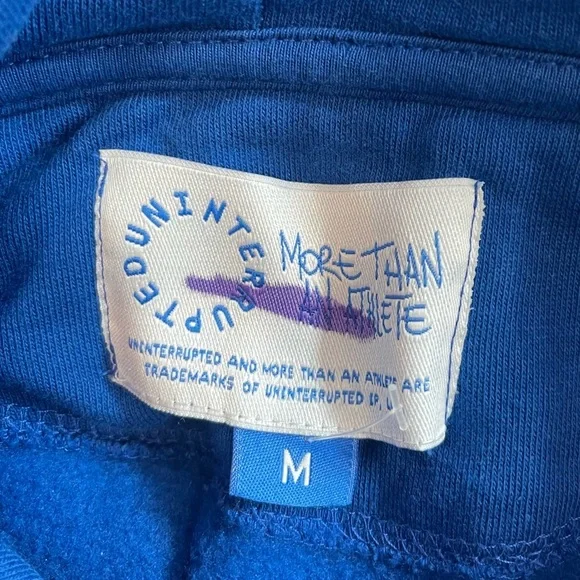 UNINTERRUPTED
MORE THAN
AN ATHLETE
UNINTERRUPTED AND MORE THAN AN ATHLETE ARE
TRADEMARKS OF UNINTERRUPTED IP,
M